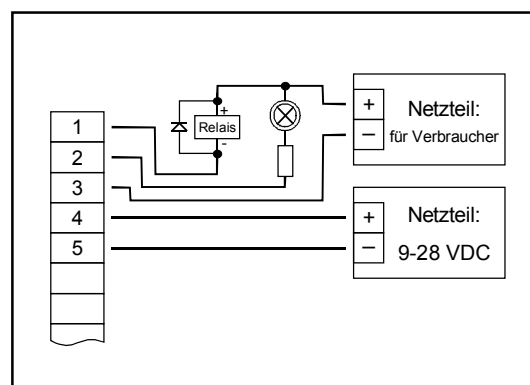 1
2
3
4
5
+
Relais
-
+
−
Netzteil:
für Verbraucher
+
−
Netzteil:
9-28 VDC